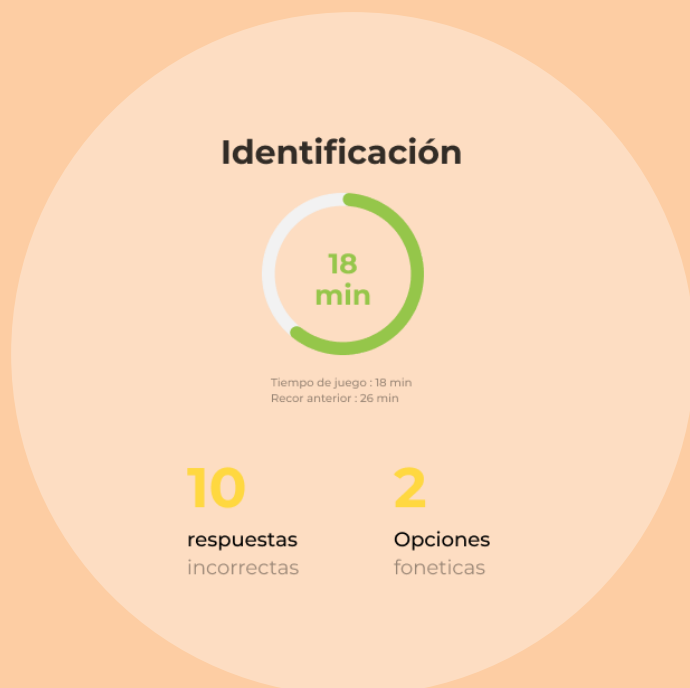 Identificación
18
min
Tiempo de juego : 18 min
Recor anterior : 26 min
10
respuestas
incorrectas
2
Opciones
foneticas